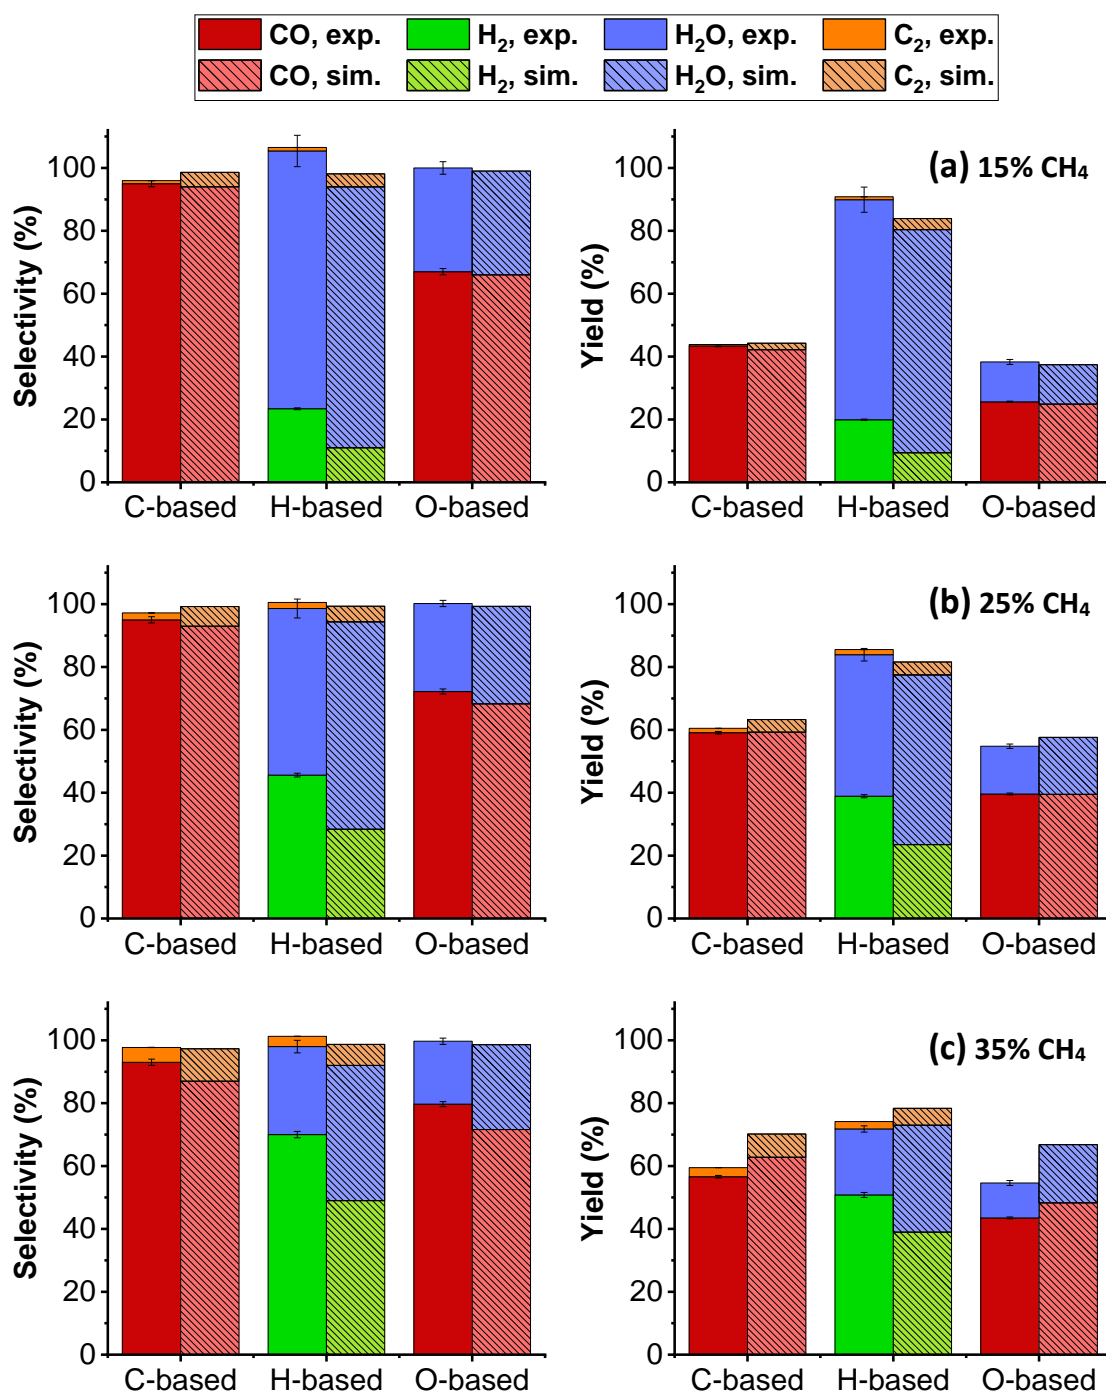 CO, exp. H₂, exp. H₂O, exp. C₂, exp.
CO, sim. H₂, sim. H₂O, sim. C₂, sim.
Selectivity (%)
100
80
60
40
20
0
C-based H-based O-based
Yield (%)
(a) 15% CH₄
100
80
60
40
20
0
C-based H-based O-based
Selectivity (%)
100
80
60
40
20
0
C-based H-based O-based
Yield (%)
(b) 25% CH₄
100
80
60
40
20
0
C-based H-based O-based
Selectivity (%)
100
80
60
40
20
0
C-based H-based O-based
Yield (%)
(c) 35% CH₄
100
80
60
40
20
0
C-based H-based O-based